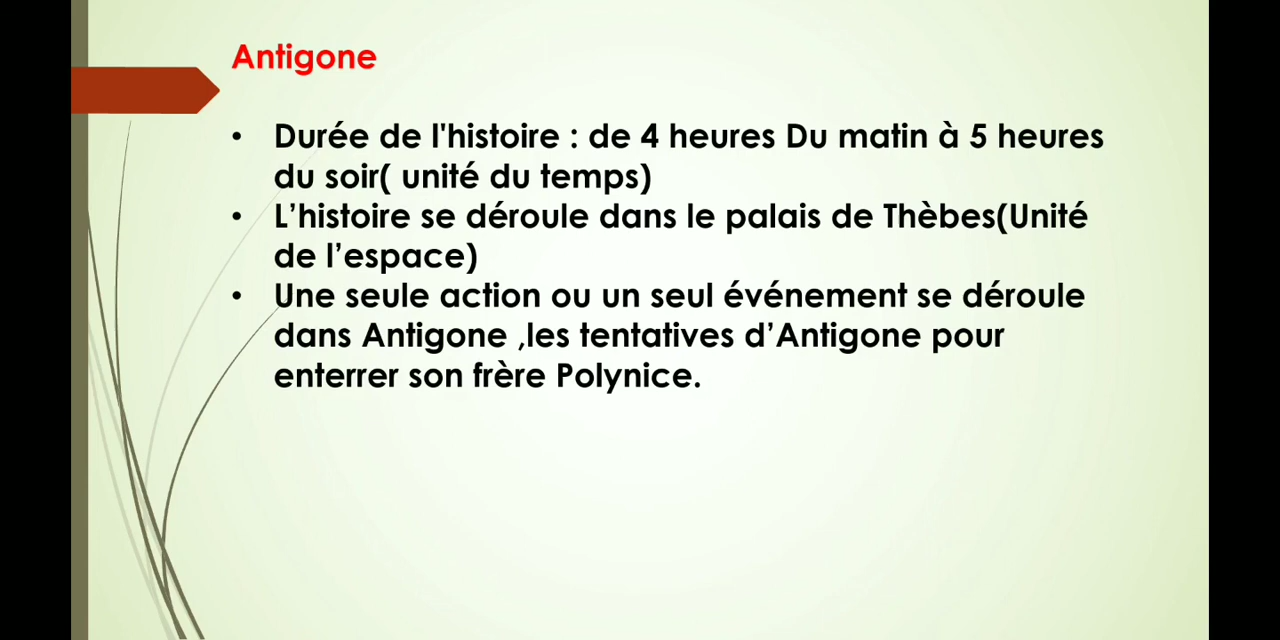 Antigone
• Durée de l'histoire : de 4 heures Du matin à 5 heures
du soir( unité du temps)
• L’histoire se déroule dans le palais de Thèbes(Unité
de l’espace)
• Une seule action ou un seul événement se déroule
dans Antigone ,les tentatives d’Antigone pour
enterrer son frère Polynice.